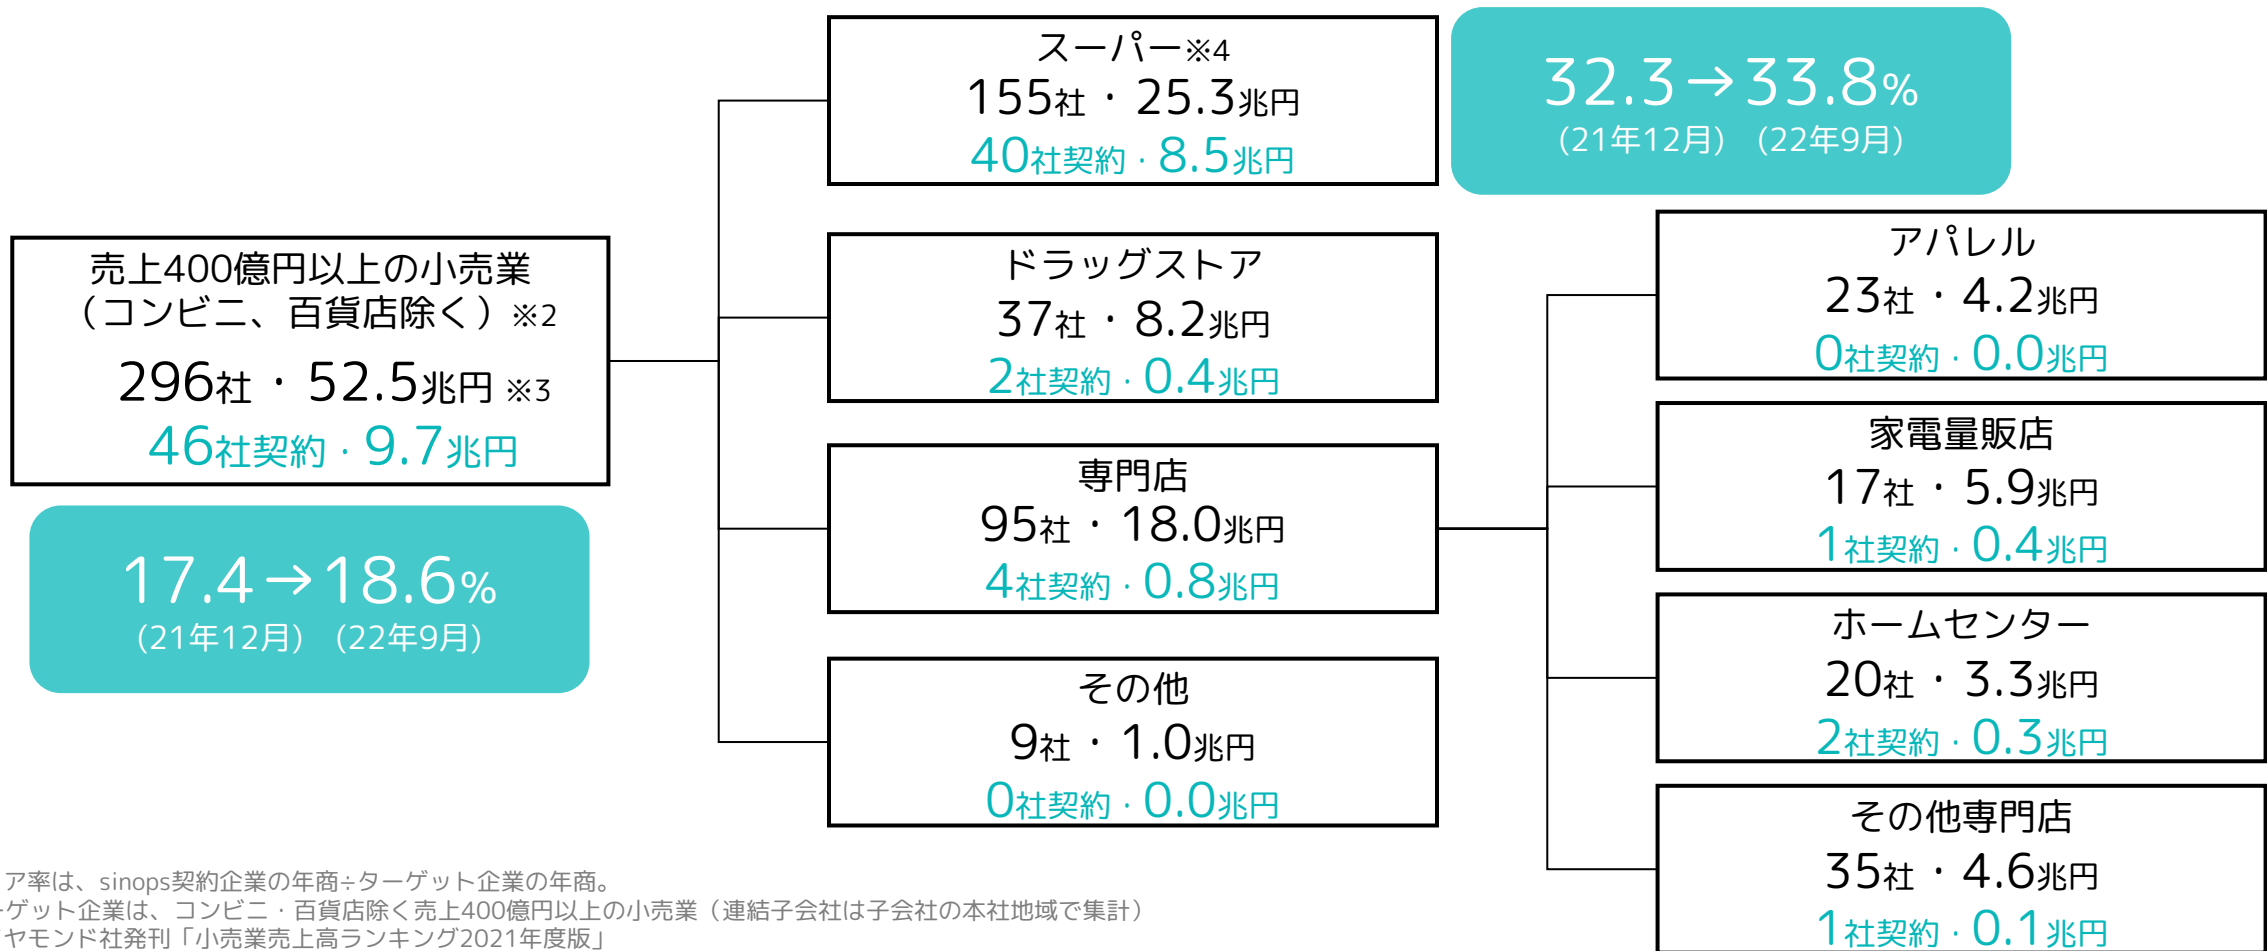 売上400億円以上の小売業
（コンビニ、百貨店除く）※2
296社・52.5兆円 ※3
46社契約・9.7兆円
17.4→18.6%
(21年12月) (22年9月)
スーパー※4
155社・25.3兆円
40社契約・8.5兆円
32.3→33.8%
(21年12月) (22年9月)
ドラッグストア
37社・8.2兆円
2社契約・0.4兆円
専門店
95社・18.0兆円
4社契約・0.8兆円
その他
9社・1.0兆円
0社契約・0.0兆円
アパレル
23社・4.2兆円
0社契約・0.0兆円
家電量販店
17社・5.9兆円
1社契約・0.4兆円
ホームセンター
20社・3.3兆円
2社契約・0.3兆円
その他専門店
35社・4.6兆円
1社契約・0.1兆円
ア率は、sinops契約企業の年商÷ターゲット企業の年商。
ーゲット企業は、コンビニ・百貨店除く売上400億円以上の小売業（連結子会社は子会社の本社地域で集計）
ヤモンド社発刊「小売業売上高ランキング2021年度版」